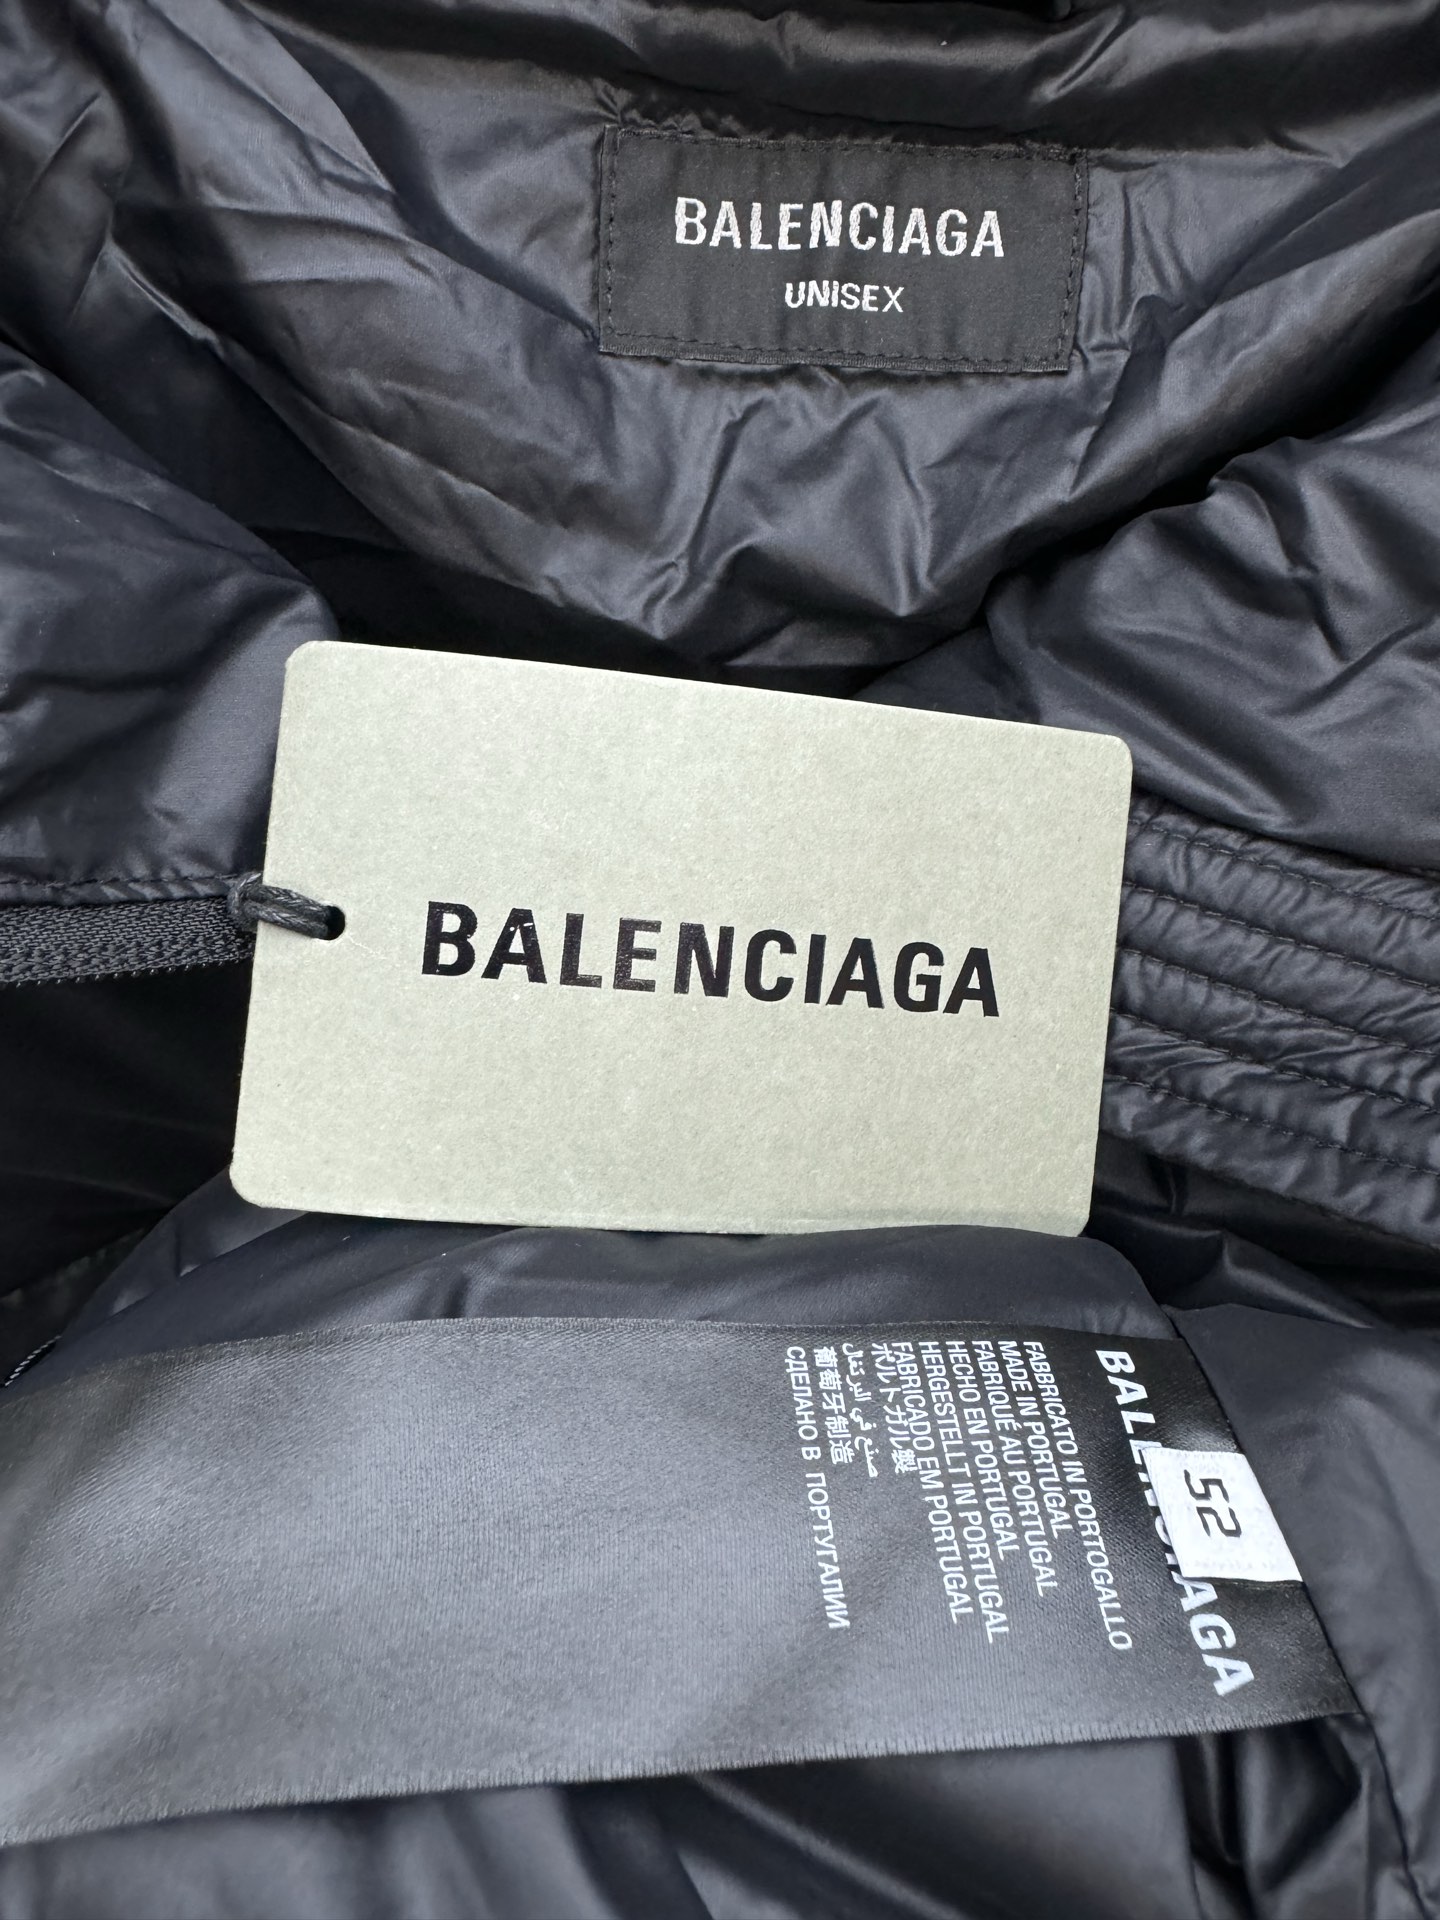 BALENCIAGA
UNISEX
BALENCIAGA
BALENCIAGA
52
FABBRICATO IN PORTOGALLO
MADE IN PORTUGAL
FABRIQUÉ AU PORTUGAL
HECHO EN PORTUGAL
HERGESTELLT IN PORTUGAL
FABRICADO EM PORTUGAL
ポルトガル製
صنع في البرتغال
葡萄牙制造
СДЕЛАНО В ПОРТУГАЛИИ